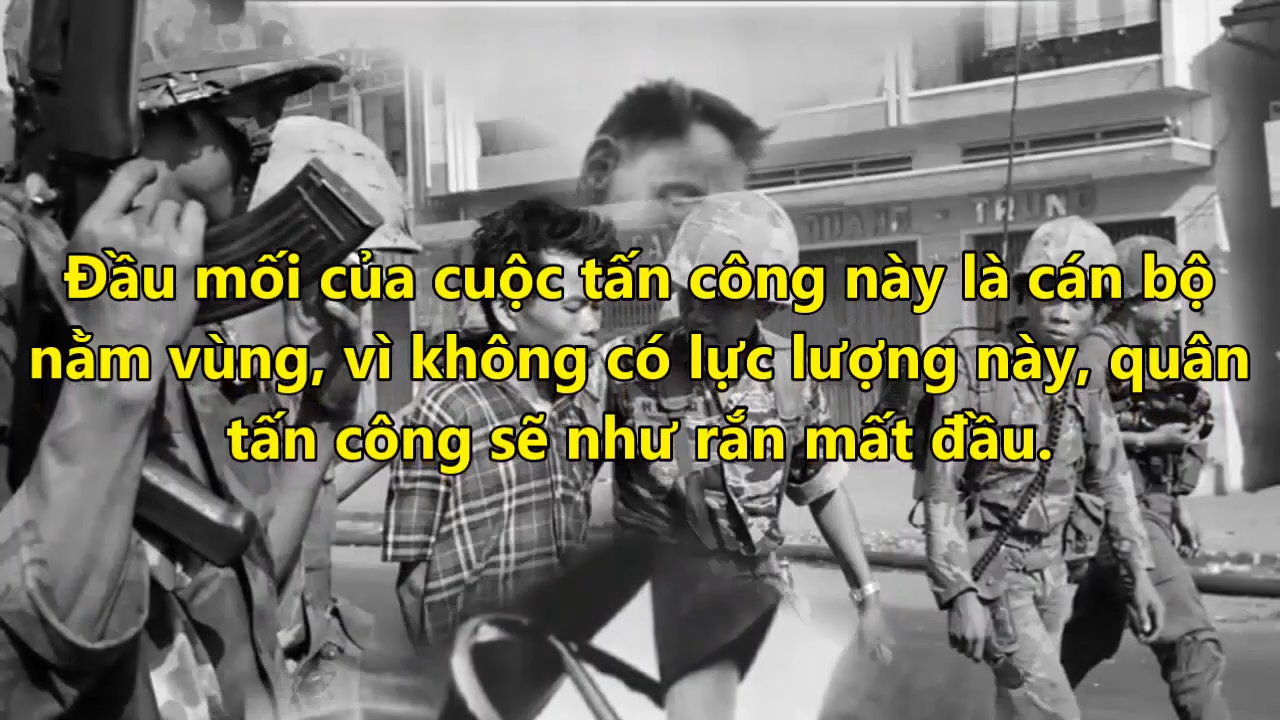 QUANG - TRUNG
Đầu mối của cuộc tấn công này là cán bộ
nằm vùng, vì không có lực lượng này, quân
tấn công sẽ như rắn mất đầu.